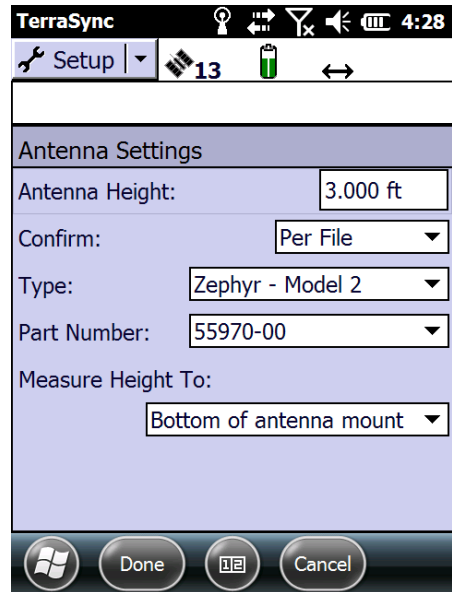 TerraSync 4:28
Setup 13
Antenna Settings
Antenna Height: 3.000 ft
Confirm: Per File
Type: Zephyr - Model 2
Part Number: 55970-00
Measure Height To:
Bottom of antenna mount
Done 12 Cancel